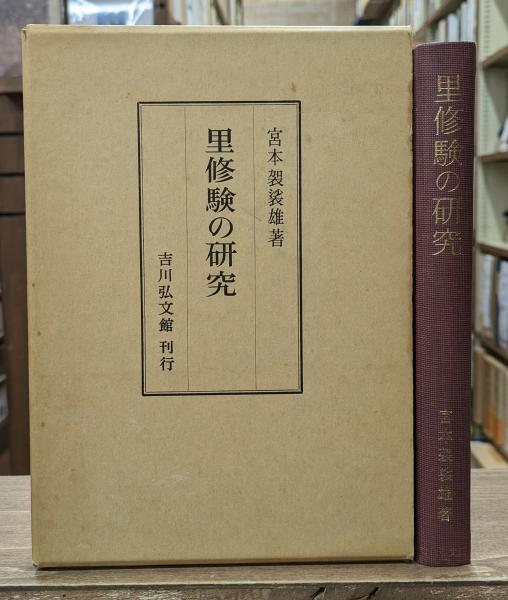 宮本袈裟雄著
里修験の研究
吉川弘文館 刊行
里修験の研究
宮本袈裟雄著